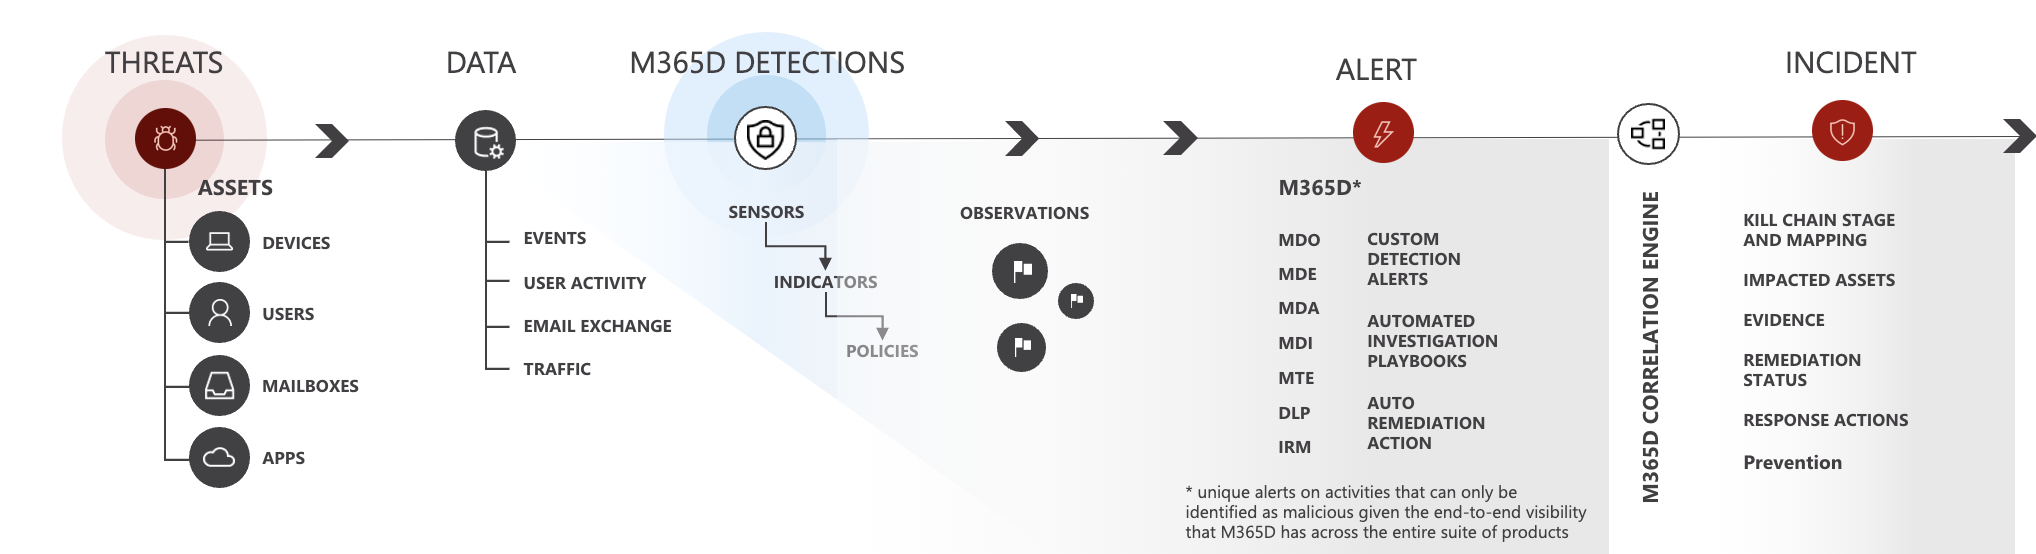 THREATS
DATA
M365D DETECTIONS
ALERT
INCIDENT
ASSETS
DEVICES
USERS
MAILBOXES
APPS
EVENTS
USER ACTIVITY
EMAIL EXCHANGE
TRAFFIC
SENSORS
INDICATORS
POLICIES
OBSERVATIONS
M365D*
MDO
MDE
MDA
MDI
MTE
DLP
IRM
CUSTOM
DETECTION
ALERTS
AUTOMATED
INVESTIGATION
PLAYBOOKS
AUTO
REMEDIATION
ACTION
* unique alerts on activities that can only be
identified as malicious given the end-to-end visibility
that M365D has across the entire suite of products
M365D CORRELATION ENGINE
KILL CHAIN STAGE
AND MAPPING
IMPACTED ASSETS
EVIDENCE
REMEDIATION
STATUS
RESPONSE ACTIONS
Prevention